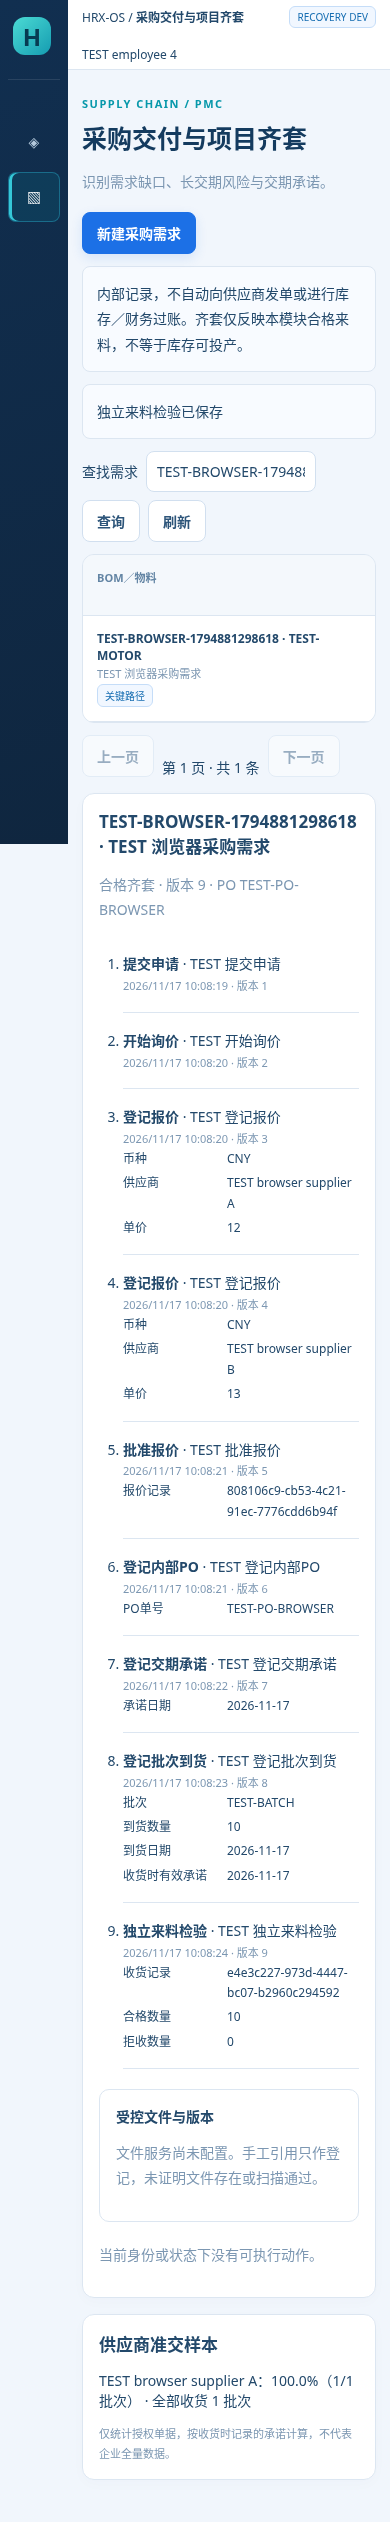 H
HRX-OS / 采购交付与项目齐套
RECOVERY DEV
TEST employee 4
SUPPLY CHAIN / PMC
采购交付与项目齐套
识别需求缺口、长交期风险与交期承诺。
新建采购需求
内部记录，不自动向供应商发单或进行库
存／财务过账。齐套仅反映本模块合格来
料，不等于库存可投产。
独立来料检验已保存
查找需求
TEST-BROWSER-179488
查询
刷新
BOM／物料
TEST-BROWSER-1794881298618 · TEST-
MOTOR
TEST 浏览器采购需求
关键路径
上一页
第 1 页 · 共 1 条
下一页
TEST-BROWSER-1794881298618
· TEST 浏览器采购需求
合格齐套 · 版本 9 · PO TEST-PO-
BROWSER
1. 提交申请 · TEST 提交申请
2026/11/17 10:08:19 · 版本 1
2. 开始询价 · TEST 开始询价
2026/11/17 10:08:20 · 版本 2
3. 登记报价 · TEST 登记报价
2026/11/17 10:08:20 · 版本 3
币种 CNY
供应商 TEST browser supplier
A
单价 12
4. 登记报价 · TEST 登记报价
2026/11/17 10:08:20 · 版本 4
币种 CNY
供应商 TEST browser supplier
B
单价 13
5. 批准报价 · TEST 批准报价
2026/11/17 10:08:21 · 版本 5
报价记录 808106c9-cb53-4c21-
91ec-7776cdd6b94f
6. 登记内部PO · TEST 登记内部PO
2026/11/17 10:08:21 · 版本 6
PO单号 TEST-PO-BROWSER
7. 登记交期承诺 · TEST 登记交期承诺
2026/11/17 10:08:22 · 版本 7
承诺日期 2026-11-17
8. 登记批次到货 · TEST 登记批次到货
2026/11/17 10:08:23 · 版本 8
批次 TEST-BATCH
到货数量 10
到货日期 2026-11-17
收货时有效承诺 2026-11-17
9. 独立来料检验 · TEST 独立来料检验
2026/11/17 10:08:24 · 版本 9
收货记录 e4e3c227-973d-4447-
bc07-b2960c294592
合格数量 10
拒收数量 0
受控文件与版本
文件服务尚未配置。手工引用只作登
记，未证明文件存在或扫描通过。
当前身份或状态下没有可执行动作。
供应商准交样本
TEST browser supplier A：100.0%（1/1
批次） · 全部收货 1 批次
仅统计授权单据，按收货时记录的承诺计算，不代表
企业全量数据。